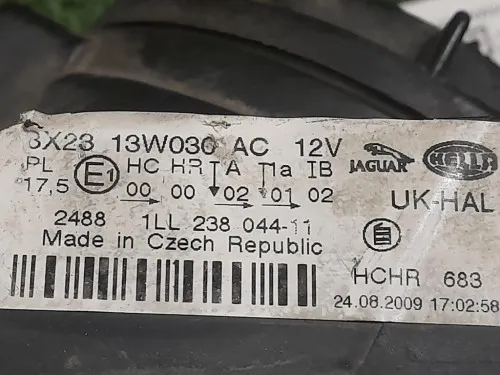 8X23 13W030 AC 12V JAGUAR HELLA
PL HC HR A 1a IB
17,5 E1 00 00 02 01 02 UK-HAL
2488 1LL 238 044-11
Made in Czech Republic
HCHR 683
24.08.2009 17:02:58